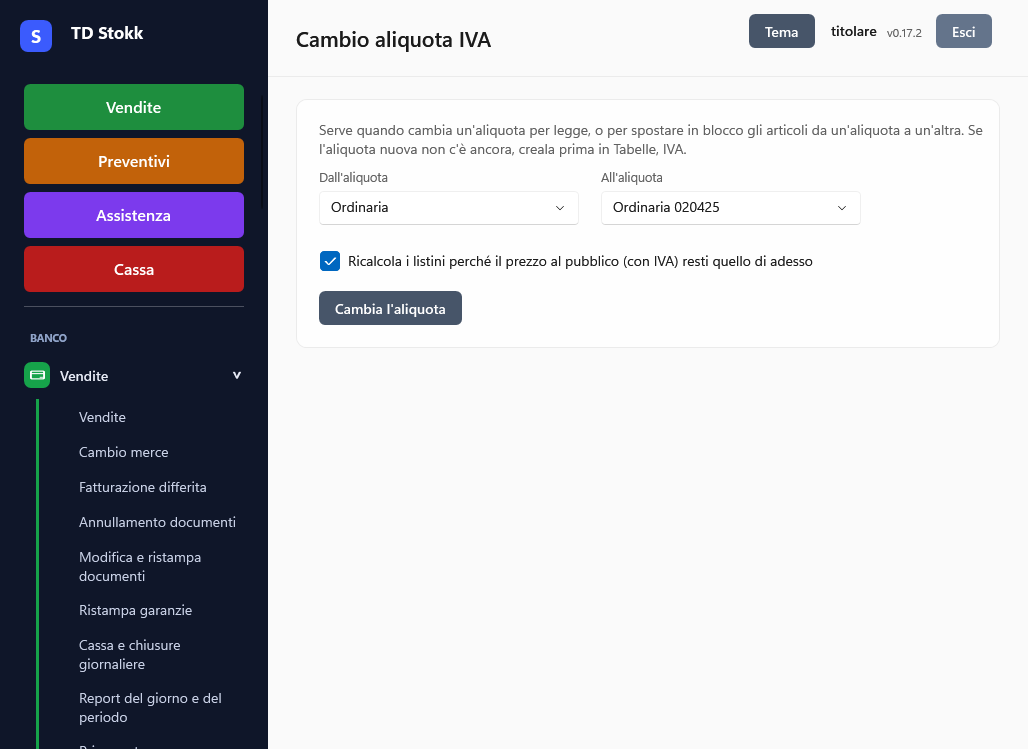 S
TD Stokk
Vendite
Preventivi
Assistenza
Cassa
BANCO
Vendite
Vendite
Cambio merce
Fatturazione differita
Annullamento documenti
Modifica e ristampa
documenti
Ristampa garanzie
Cassa e chiusure
giornaliere
Report del giorno e del
periodo
Cambio aliquota IVA
Tema
titolare
v0.17.2
Esci
Serve quando cambia un'aliquota per legge, o per spostare in blocco gli articoli da un'aliquota a un'altra. Se
l'aliquota nuova non c'è ancora, creala prima in Tabelle, IVA.
Dall'aliquota
All'aliquota
Ordinaria
Ordinaria 020425
Ricalcola i listini perché il prezzo al pubblico (con IVA) resti quello di adesso
Cambia l'aliquota